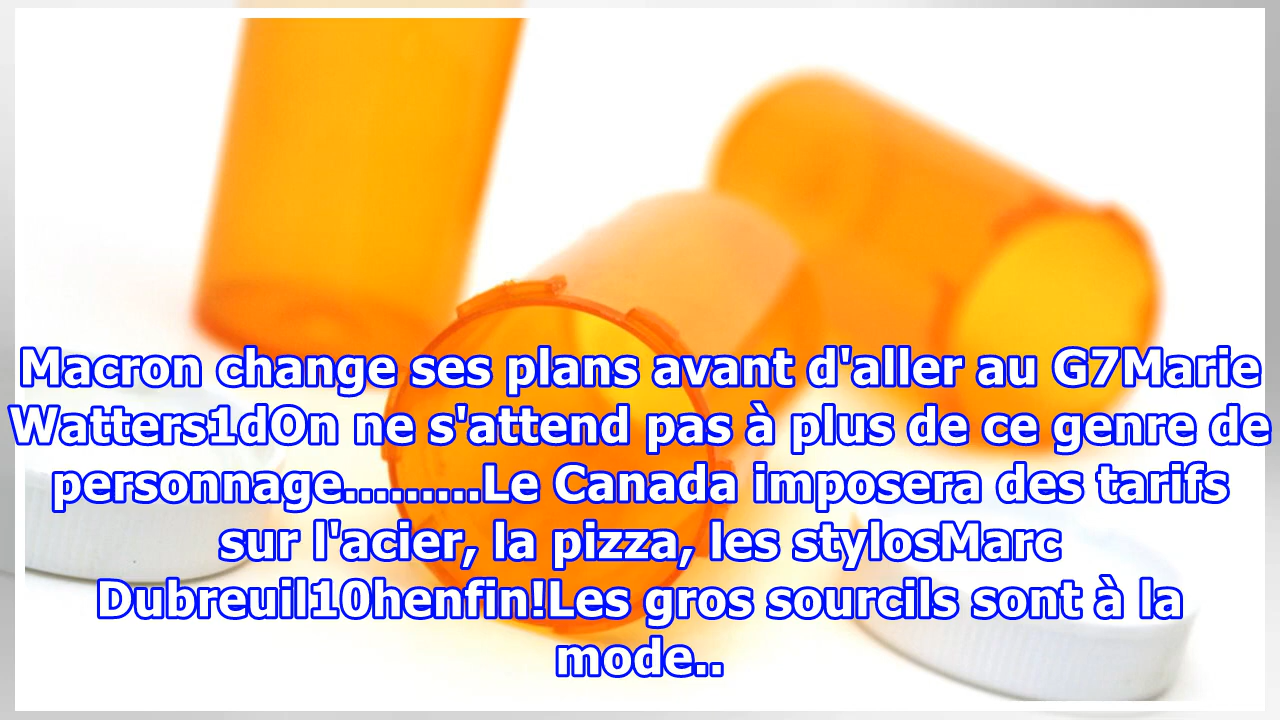 Macron change ses plans avant d'aller au G7Marie
Watters1dOn ne s'attend pas à plus de ce genre de
personnage.........Le Canada imposera des tarifs
sur l'acier, la pizza, les stylosMarc
Dubreuil10henfin!Les gros sourcils sont à la
mode..